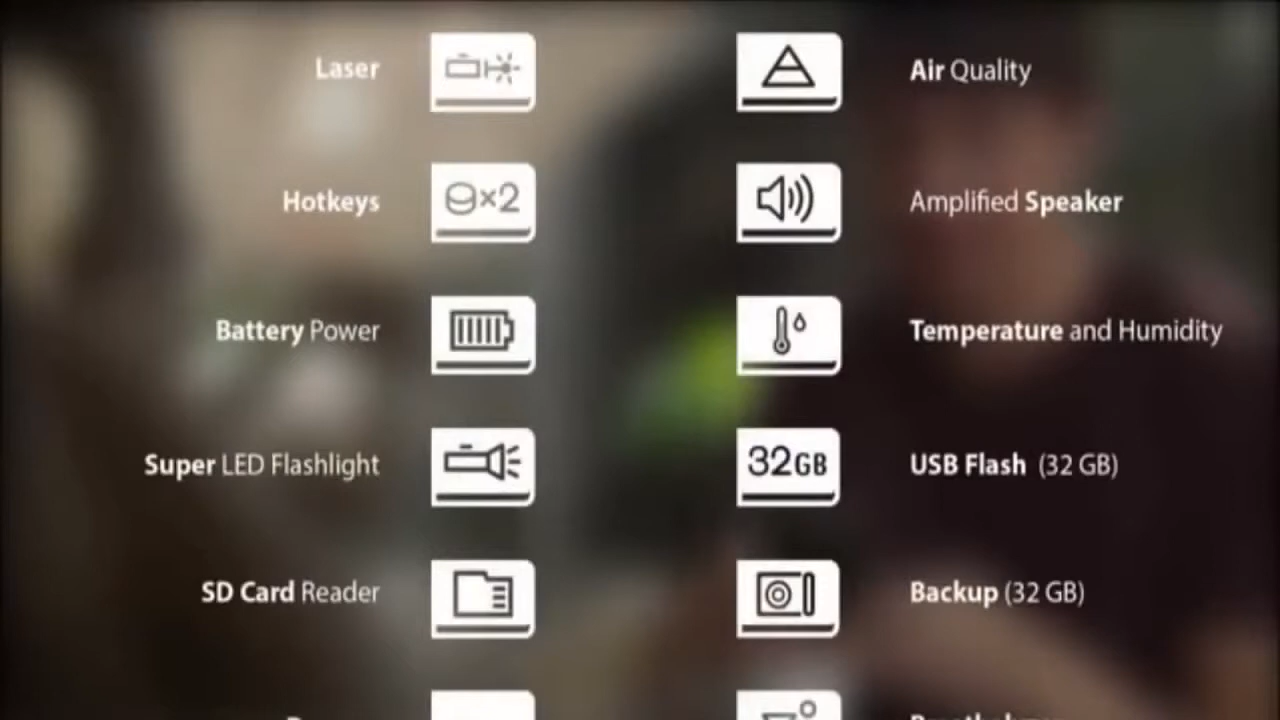 Laser
Air Quality
Hotkeys
×2
Amplified Speaker
Battery Power
Temperature and Humidity
Super LED Flashlight
32GB
USB Flash (32 GB)
SD Card Reader
Backup (32 GB)